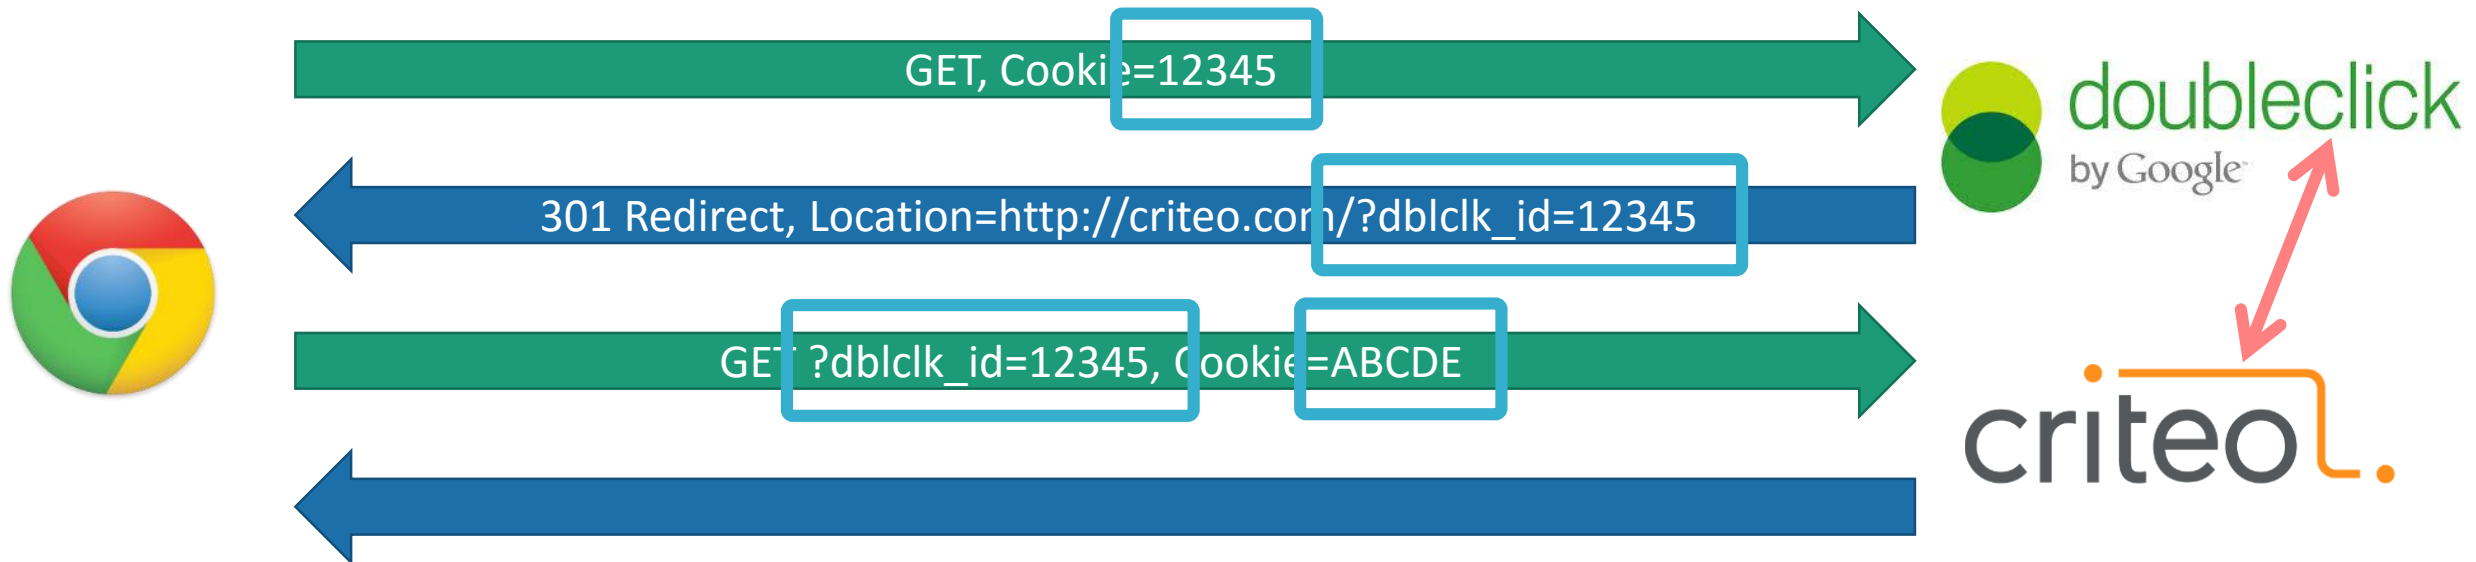 GET, Cookie=12345
doubleclick
by Google
301 Redirect, Location=http://criteo.com/?dblclk_id=12345
GET ?dblclk_id=12345, Cookie=ABCDE
criteo